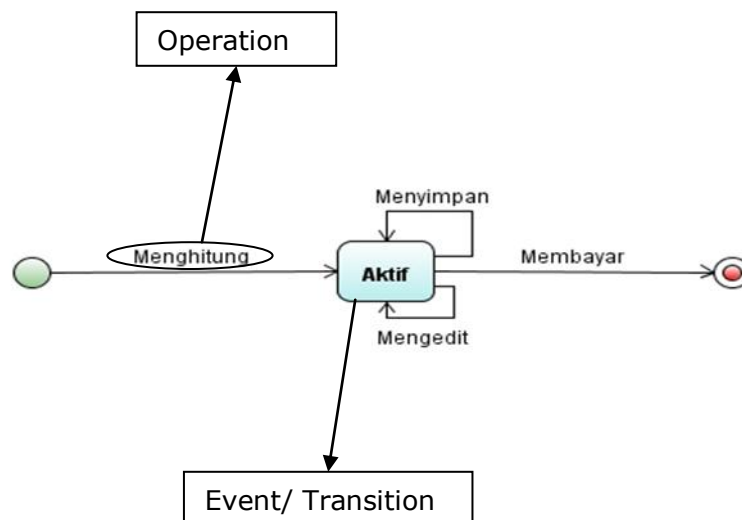 Operation
Menyimpan
Menghitung
Membayar
Aktif
Mengedit
Event/ Transition